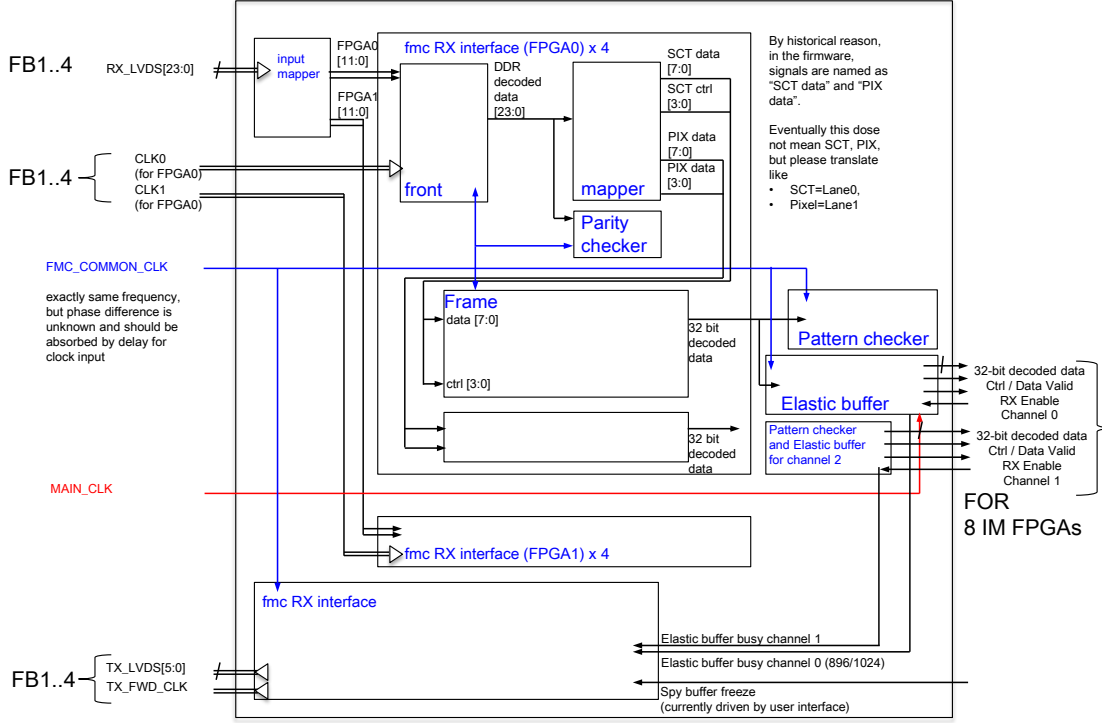 FB1..4
RX_LVDS[23:0]
input
mapper
FPGA0
[11:0]
FPGA1
[11:0]
fmc RX interface (FPGA0) x 4
DDR
decoded
data
[23:0]
front
mapper
SCT data
[7:0]
SCT ctrl
[3:0]
PIX data
[7:0]
PIX data
[3:0]
By historical reason,
in the firmware,
signals are named as
“SCT data” and “PIX
data”.
Eventually this dose
not mean SCT, PIX,
but please translate
like
• SCT=Lane0,
• Pixel=Lane1
FB1..4
CLK0
(for FPGA0)
CLK1
(for FPGA0)
Parity
checker
FMC_COMMON_CLK
exactly same frequency,
but phase difference is
unknown and should be
absorbed by delay for
clock input
Frame
data [7:0]
ctrl [3:0]
32 bit
decoded
data
Pattern checker
Elastic buffer
32-bit decoded data
Ctrl / Data Valid
RX Enable
Channel 0
32 bit
decoded
data
Pattern checker
and Elastic buffer
for channel 2
32-bit decoded data
Ctrl / Data Valid
RX Enable
Channel 1
MAIN_CLK
FOR
8 IM FPGAs
fmc RX interface (FPGA1) x 4
fmc RX interface
Elastic buffer busy channel 1
Elastic buffer busy channel 0 (896/1024)
Spy buffer freeze
(currently driven by user interface)
FB1..4
TX_LVDS[5:0]
TX_FWD_CLK